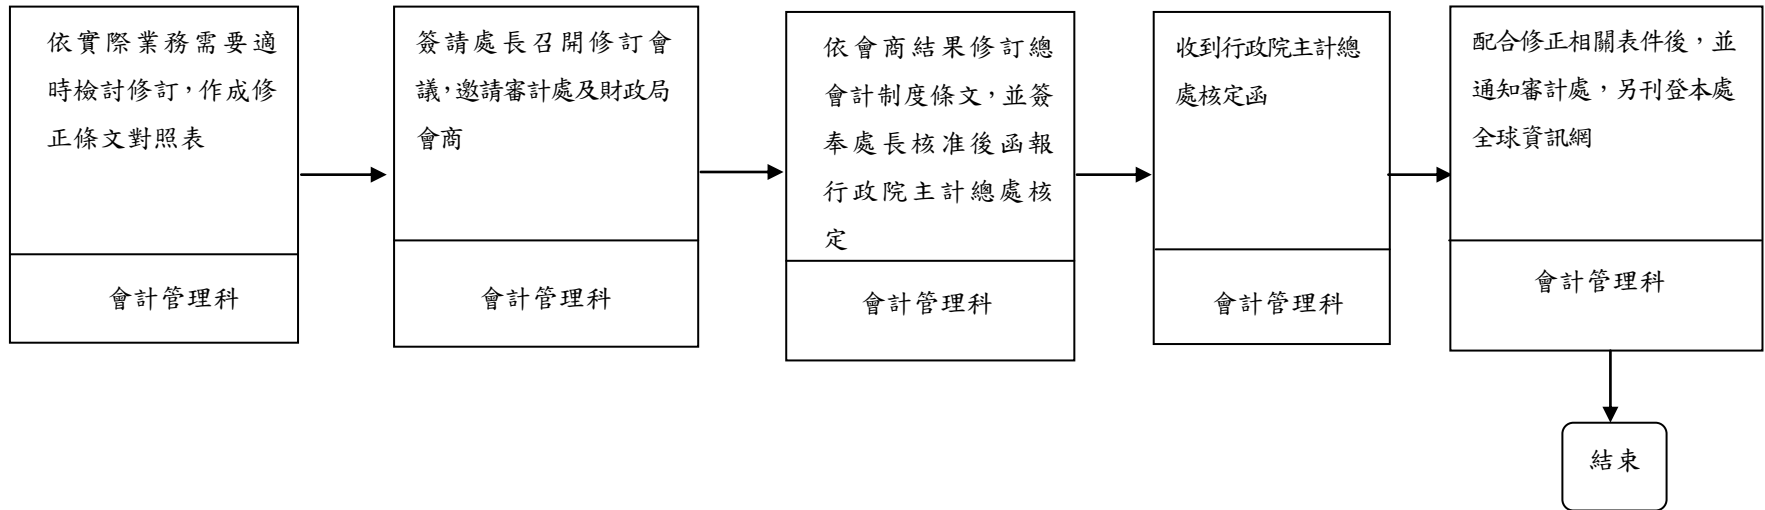 依實際業務需要適
時檢討修訂，作成修
正條文對照表
會計管理科
簽請處長召開修訂會
議，邀請審計處及財政局
會商
會計管理科
依會商結果修訂總
會計制度條文，並簽
奉處長核准後函報
行政院主計總處核
定
會計管理科
收到行政院主計總
處核定函
會計管理科
配合修正相關表件後，並
通知審計處，另刊登本處
全球資訊網
會計管理科
結束